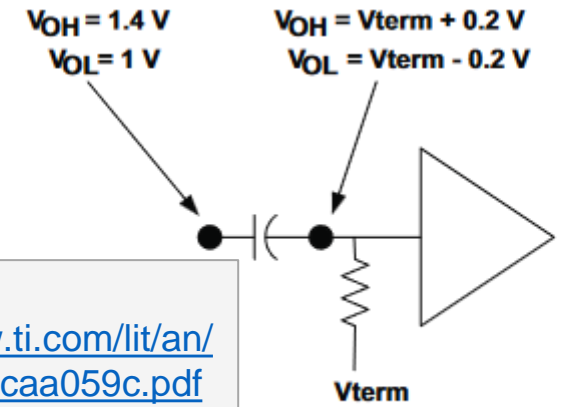 VOH = 1.4 V
VOL= 1 V
VOH = Vterm + 0.2 V
VOL = Vterm - 0.2 V
.ti.com/lit/an/
caa059c.pdf
Vterm